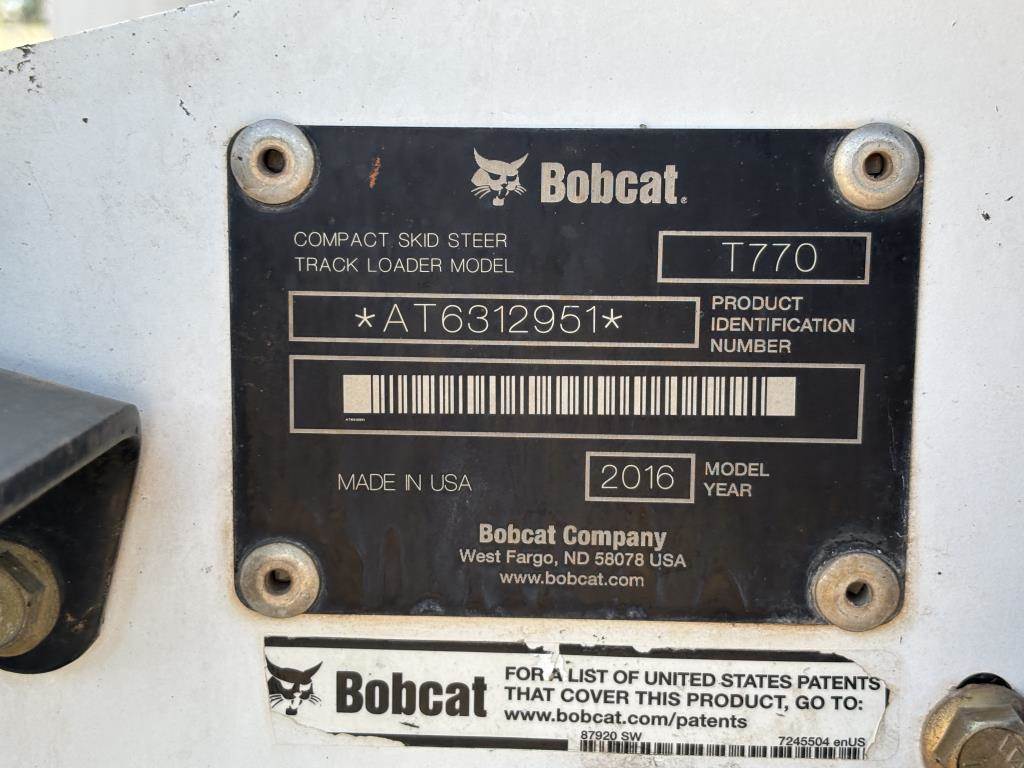 Bobcat.
COMPACT SKID STEER
TRACK LOADER MODEL
T770
*AT6312951*
PRODUCT
IDENTIFICATION
NUMBER
MADE IN USA
2016
MODEL
YEAR
Bobcat Company
West Fargo, ND 58078 USA
www.bobcat.com
Bobcat
FOR A LIST OF UNITED STATES PATENTS
THAT COVER THIS PRODUCT, GO TO:
www.bobcat.com/patents
87920 SW
7245504 enUS